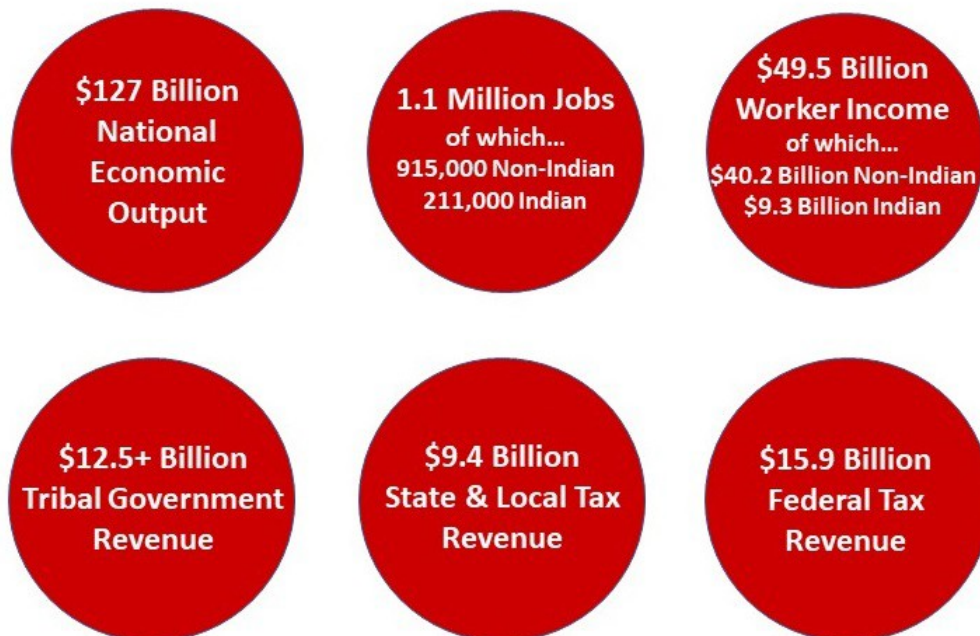 $127 Billion
National
Economic
Output
1.1 Million Jobs
of which...
915,000 Non-Indian
211,000 Indian
$49.5 Billion
Worker Income
of which...
$40.2 Billion Non-Indian
$9.3 Billion Indian
$12.5+ Billion
Tribal Government
Revenue
$9.4 Billion
State & Local Tax
Revenue
$15.9 Billion
Federal Tax
Revenue